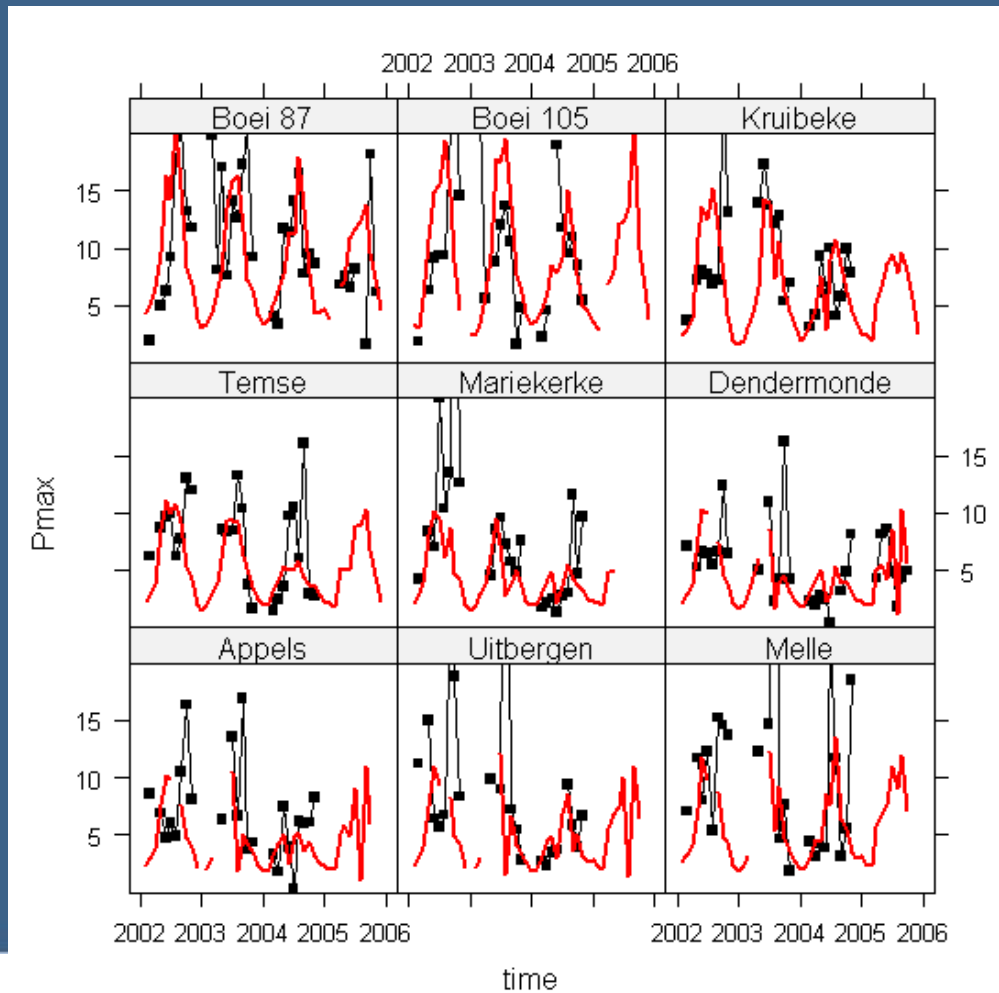 2002 2003 2004 2005 2006
Boei 87 Boei 105 Kruibeke
15
10
5
Temse Mariekerke Dendermonde
15
10
5
Appels Uitbergen Melle
15
10
5
Pmax
2002 2003 2004 2005 2006 2002 2003 2004 2005 2006
time